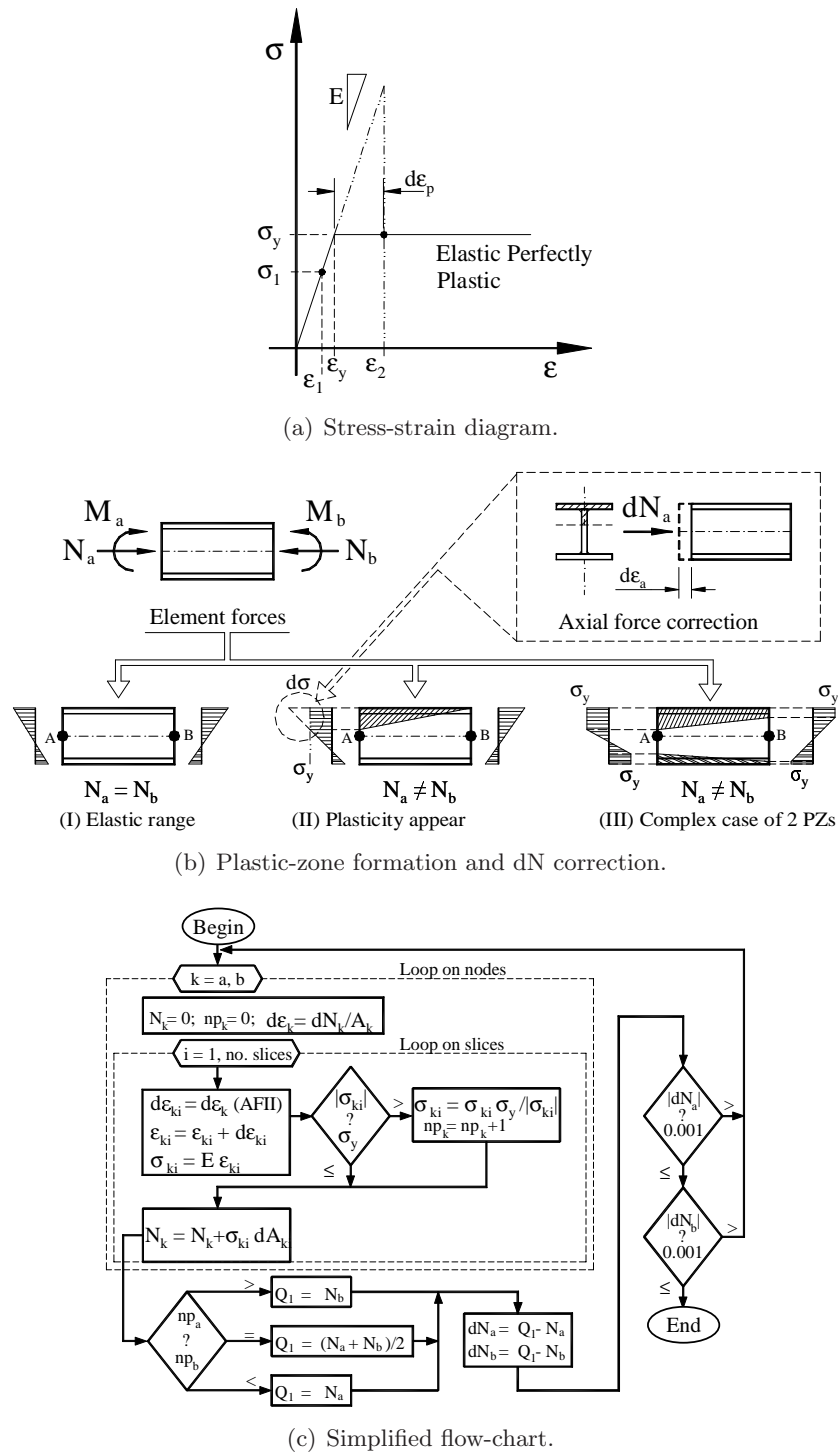 σ
E
dε_p
σ_y
σ_1
Elastic Perfectly
Plastic
ε_1
ε_y
ε_2
ε
(a) Stress-strain diagram.
M_a
M_b
N_a
N_b
dN_a
dε_a
Axial force correction
Element forces
dσ
σ_y
σ_y
A
B
A
B
A
B
σ_y
σ_y
σ_y
N_a = N_b
N_a ≠ N_b
N_a ≠ N_b
(I) Elastic range
(II) Plasticity appear
(III) Complex case of 2 PZs
(b) Plastic-zone formation and dN correction.
Begin
Loop on nodes
k = a, b
N_k = 0; np_k = 0; dε_k = dN_k/A_k
Loop on slices
i = 1, no. slices
dε_ki = dε_k (AFII)
ε_ki = ε_ki + dε_ki
σ_ki = E ε_ki
|σ_ki|
?
σ_y
>
≤
σ_ki = σ_ki σ_y /|σ_ki|
np_k = np_k +1
N_k = N_k + σ_ki dA_ki
np_a
?
np_b
>
Q_1 = N_b
=
Q_1 = (N_a + N_b)/2
<
Q_1 = N_a
dN_a = Q_1 - N_a
dN_b = Q_1 - N_b
|dN_a|
?
0.001
>
≤
|dN_b|
?
0.001
>
≤
End
(c) Simplified flow-chart.